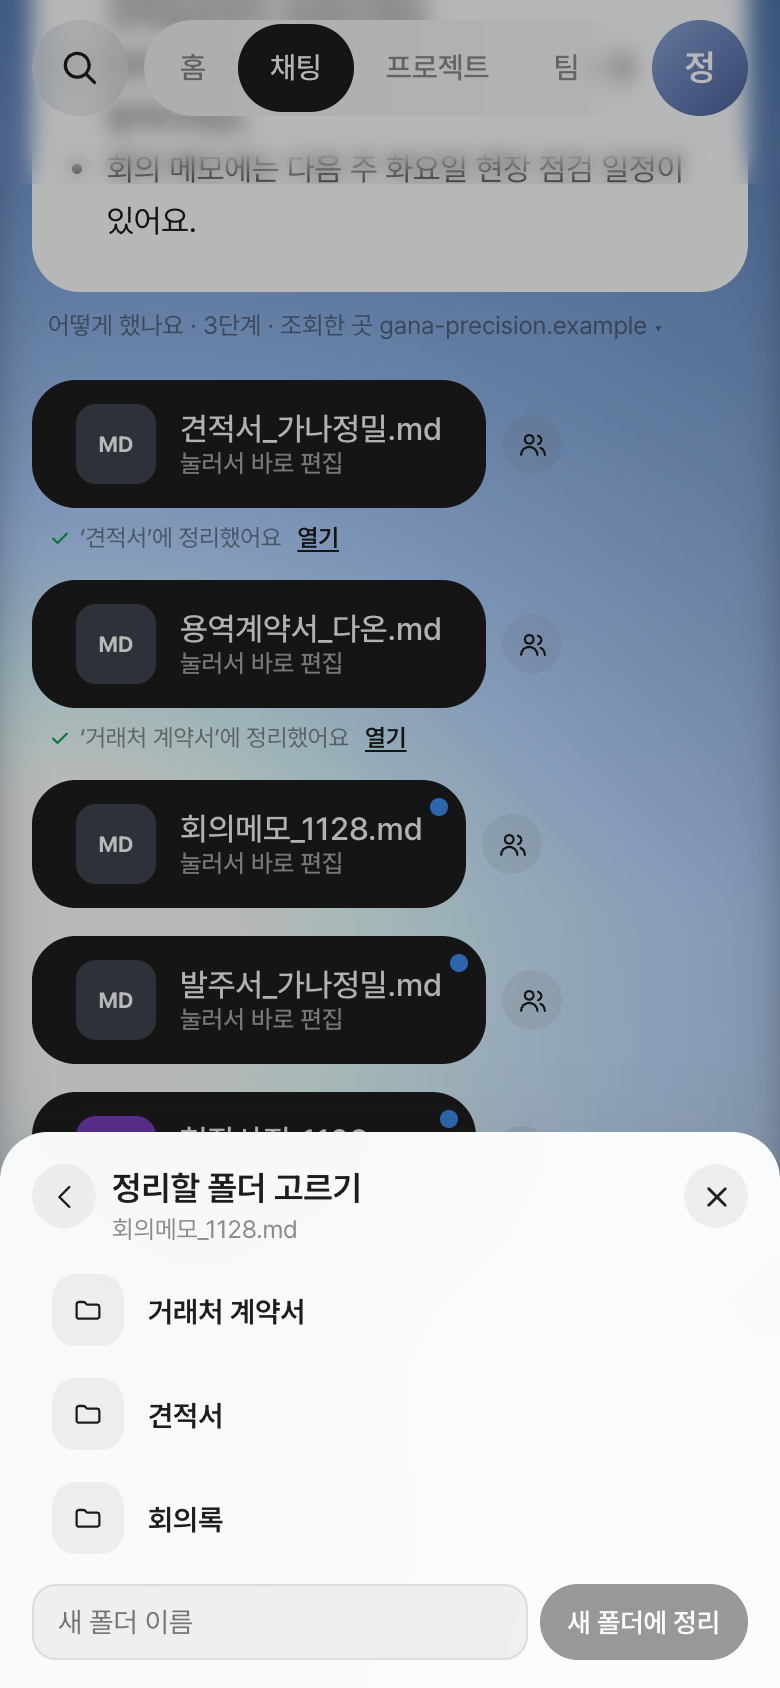 홈
채팅
프로젝트
팀
정
• 회의 메모에는 다음 주 화요일 현장 점검 일정이
있어요.
어떻게 했나요 · 3단계 · 조회한 곳 gana-precision.example ▾
MD
견적서_가나정밀.md
눌러서 바로 편집
✓ ‘견적서’에 정리했어요 열기
MD
용역계약서_다온.md
눌러서 바로 편집
✓ ‘거래처 계약서’에 정리했어요 열기
MD
회의메모_1128.md
눌러서 바로 편집
MD
발주서_가나정밀.md
눌러서 바로 편집
정리할 폴더 고르기
회의메모_1128.md
거래처 계약서
견적서
회의록
새 폴더 이름
새 폴더에 정리